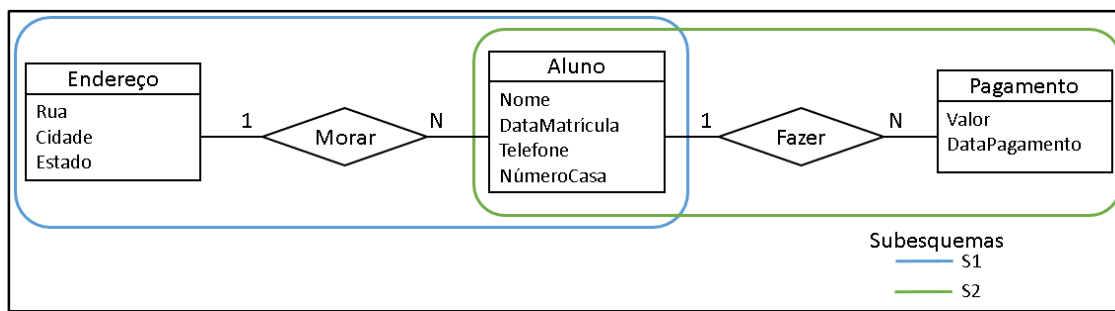 Endereço
Rua
Cidade
Estado
1
Morar
N
Aluno
Nome
DataMatrícula
Telefone
NúmeroCasa
1
Fazer
N
Pagamento
Valor
DataPagamento
Subesquemas
S1
S2